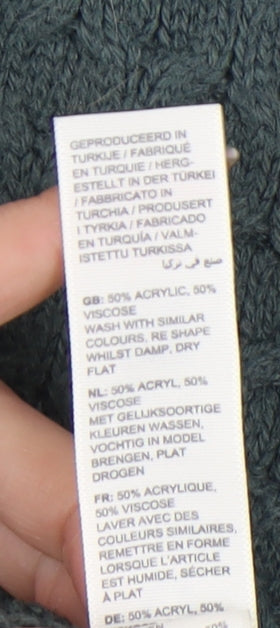 GEPRODUCEERD IN
TURKIJE / FABRIQUÉ
EN TURQUIE / HERG-
ESTELLT IN DER TÜRKEI
/ FABBRICATO IN
TURCHIA / PRODUSERT
I TYRKIA / FABRICADO
EN TURQUÍA / VALM-
ISTETTU TURKISSA
صنع في تركيا
GB: 50% ACRYLIC, 50%
VISCOSE
WASH WITH SIMILAR
COLOURS. RE SHAPE
WHILST DAMP. DRY
FLAT
NL: 50% ACRYL, 50%
VISCOSE
MET GELIJKSOORTIGE
KLEUREN WASSEN,
VOCHTIG IN MODEL
BRENGEN, PLAT
DROGEN
FR: 50% ACRYLIQUE,
50% VISCOSE
LAVER AVEC DES
COULEURS SIMILAIRES,
REMETTRE EN FORME
LORSQUE L'ARTICLE
EST HUMIDE, SÉCHER
À PLAT
DE: 50% ACRYL, 50%